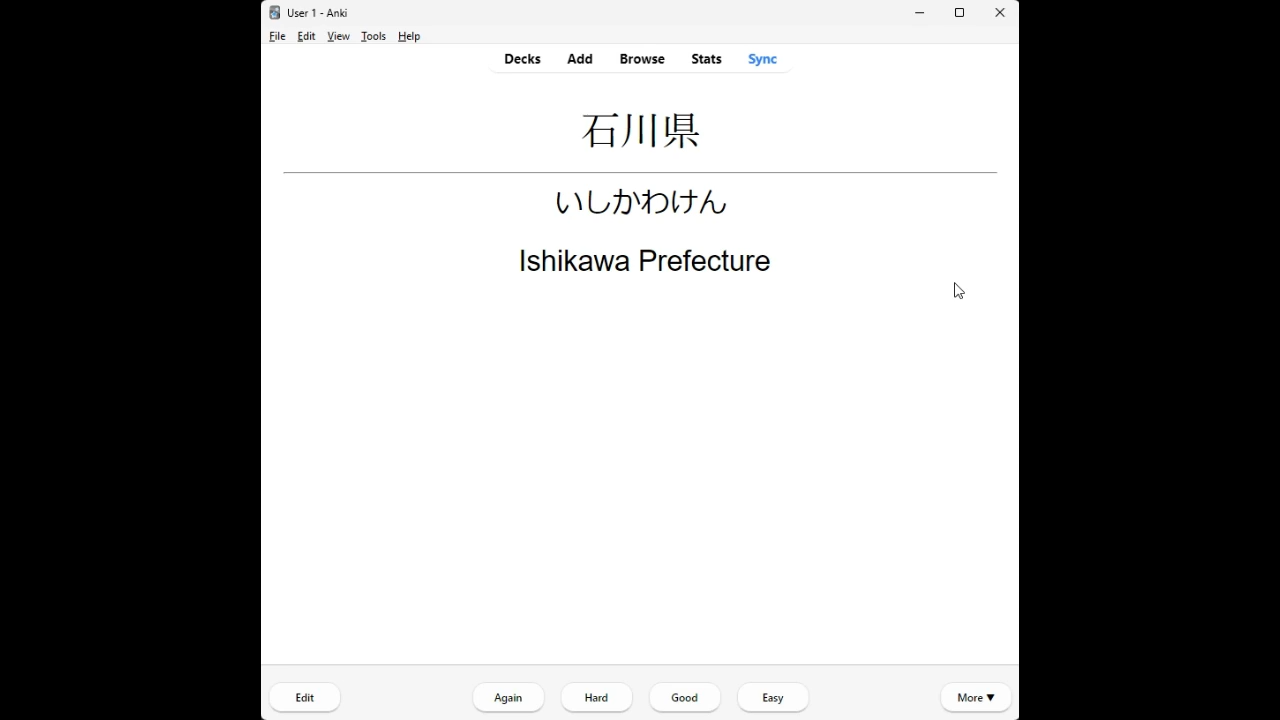 User 1 - Anki
File Edit View Tools Help
Decks Add Browse Stats Sync
石川県
いしかわけん
Ishikawa Prefecture
Edit Again Hard Good Easy More ▼